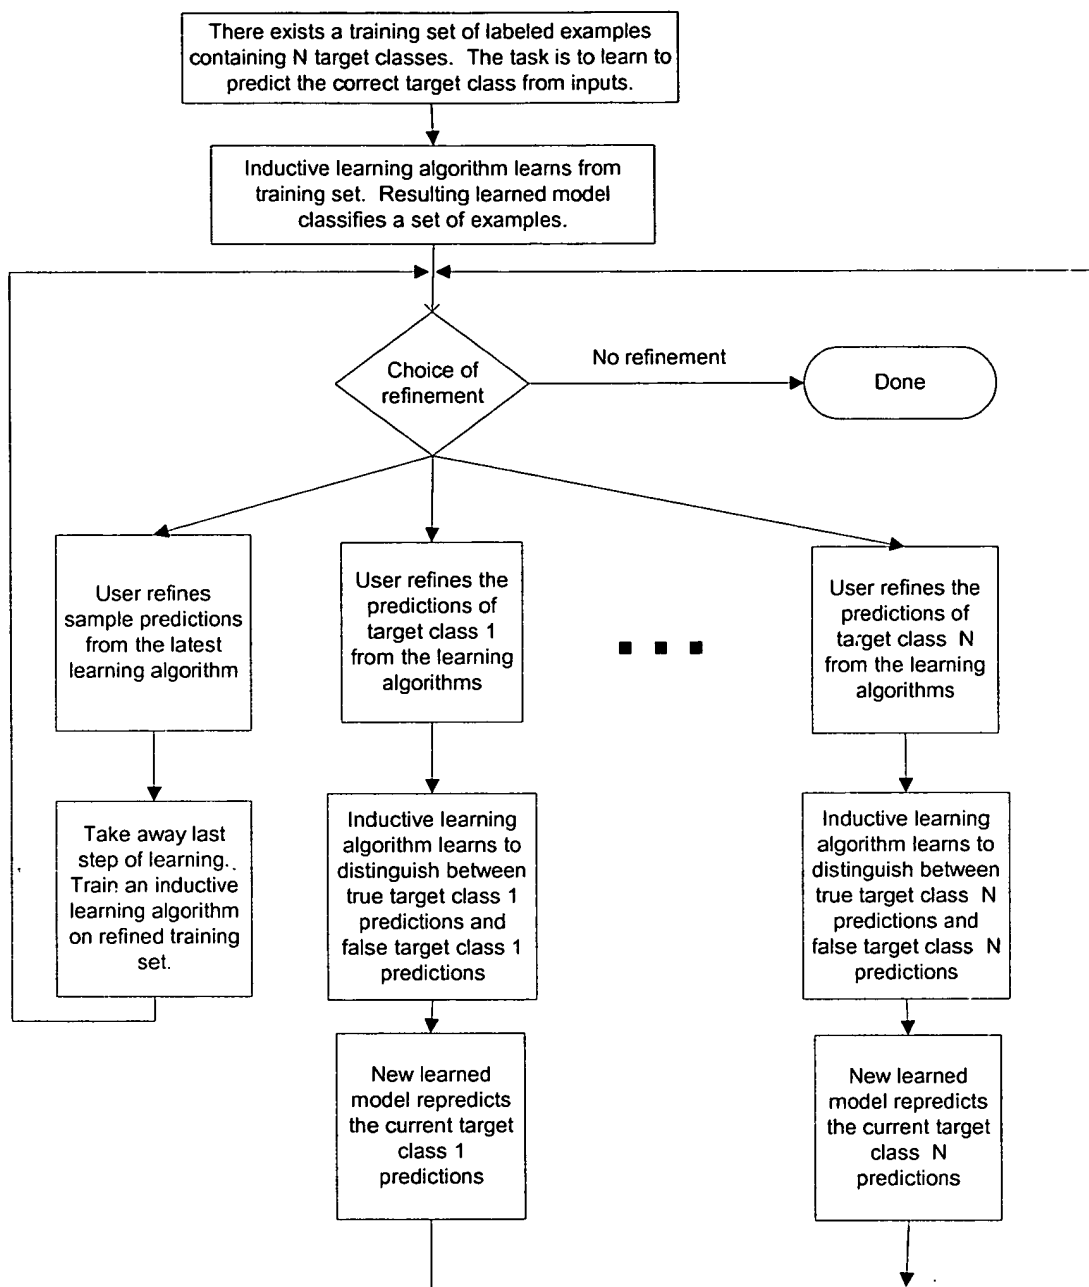 There exists a training set of labeled examples
containing N target classes. The task is to learn to
predict the correct target class from inputs.
Inductive learning algorithm learns from
training set. Resulting learned model
classifies a set of examples.
Choice of
refinement
No refinement
Done
User refines
sample predictions
from the latest
learning algorithm
User refines the
predictions of
target class 1
from the learning
algorithms
User refines the
predictions of
target class N
from the learning
algorithms
Take away last
step of learning.
Train an inductive
learning algorithm
on refined training
set.
Inductive learning
algorithm learns to
distinguish between
true target class 1
predictions and
false target class 1
predictions
Inductive learning
algorithm learns to
distinguish between
true target class N
predictions and
false target class N
predictions
New learned
model repredicts
the current target
class 1
predictions
New learned
model repredicts
the current target
class N
predictions